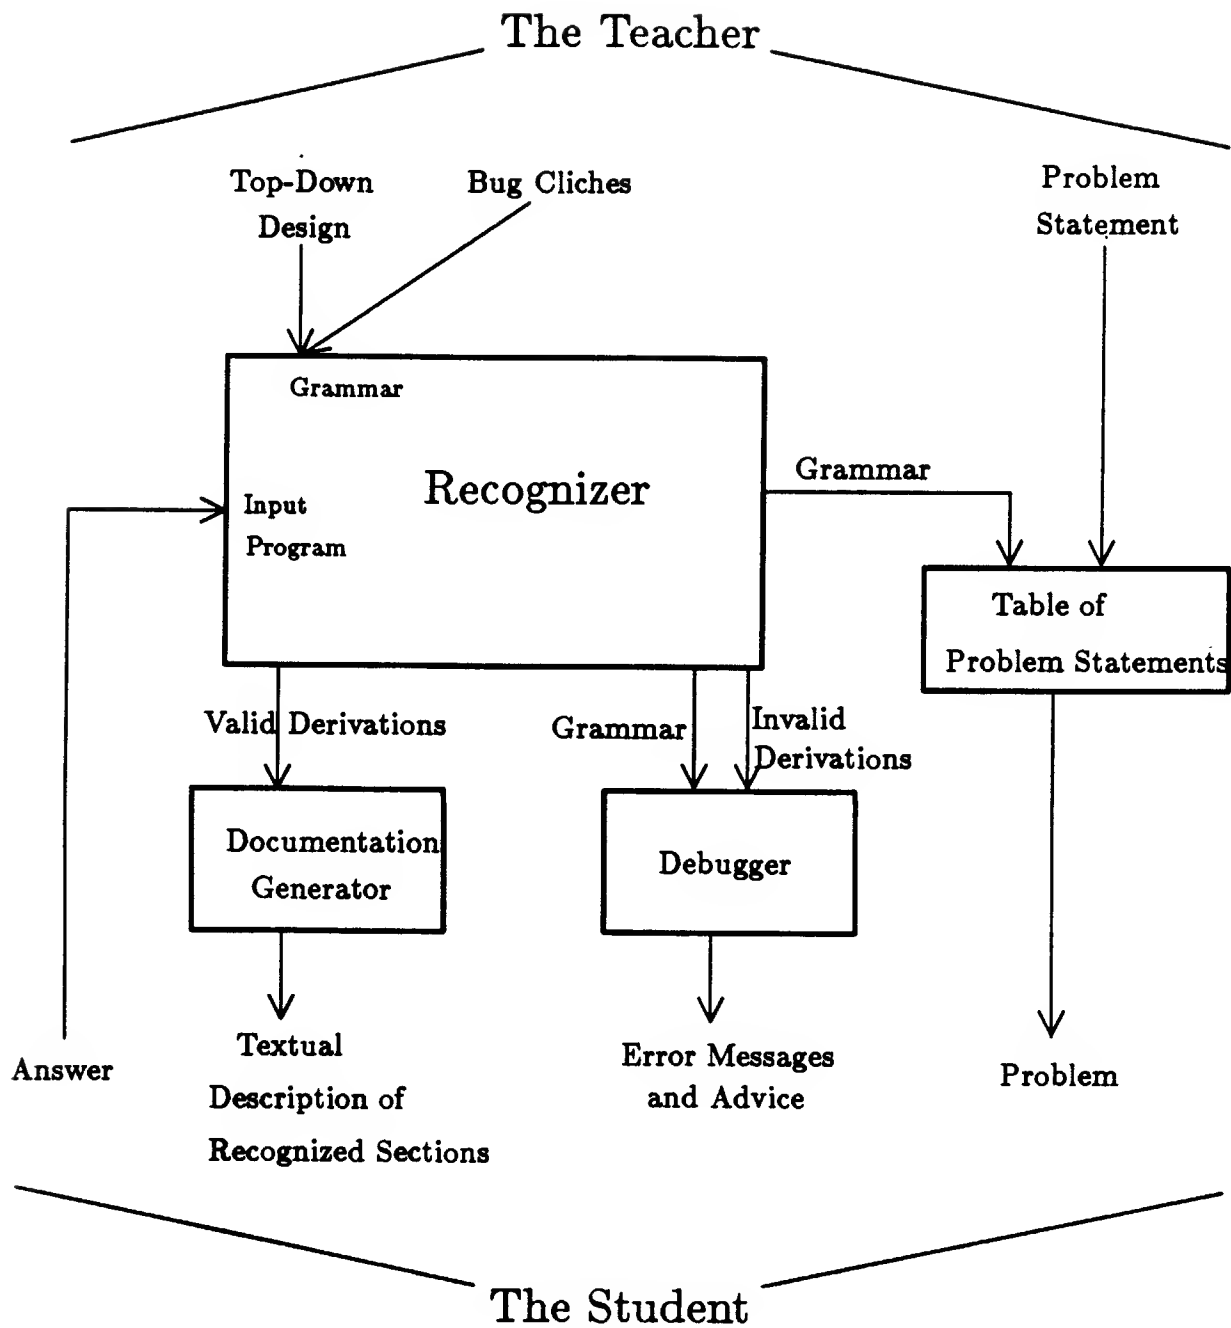 The Teacher
Top-Down
Design
Bug Cliches
Problem
Statement
Grammar
Recognizer
Input
Program
Grammar
Table of
Problem Statements
Valid Derivations
Grammar
Invalid
Derivations
Documentation
Generator
Debugger
Answer
Textual
Description of
Recognized Sections
Error Messages
and Advice
Problem
The Student